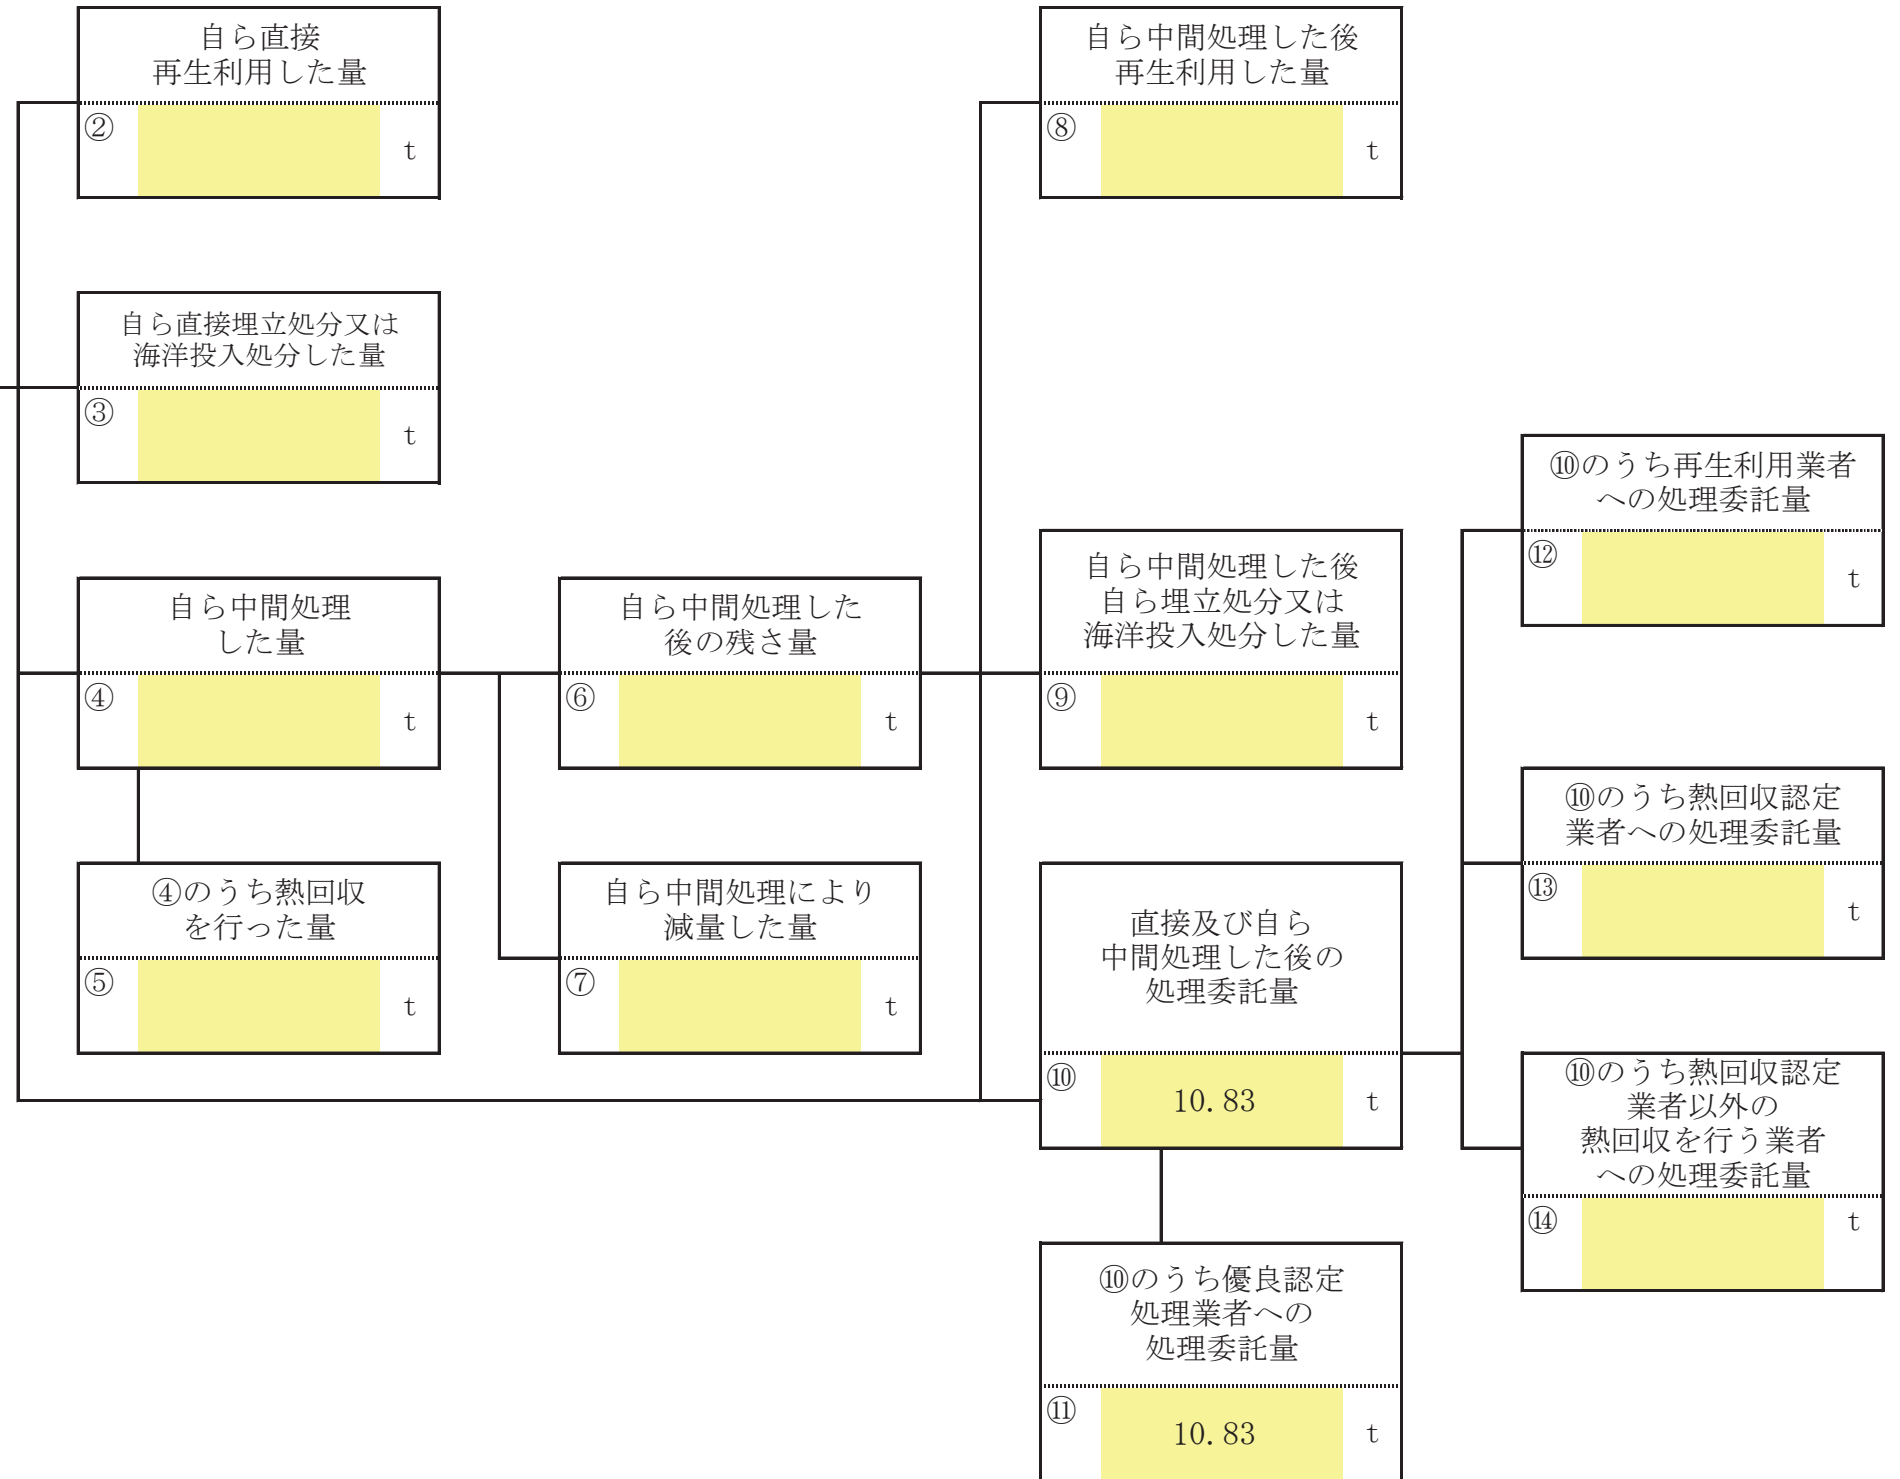 自ら直接
再生利用した量
②
t
自ら直接埋立処分又は
海洋投入処分した量
③
t
自ら中間処理
した量
④
t
④のうち熱回収
を行った量
⑤
t
自ら中間処理した
後の残さ量
⑥
t
自ら中間処理により
減量した量
⑦
t
自ら中間処理した後
再生利用した量
⑧
t
自ら中間処理した後
自ら埋立処分又は
海洋投入処分した量
⑨
t
直接及び自ら
中間処理した後の
処理委託量
⑩ 10.83 t
⑩のうち優良認定
処理業者への
処理委託量
⑪ 10.83 t
⑩のうち再生利用業者
への処理委託量
⑫
t
⑩のうち熱回収認定
業者への処理委託量
⑬
t
⑩のうち熱回収認定
業者以外の
熱回収を行う業者
への処理委託量
⑭ t